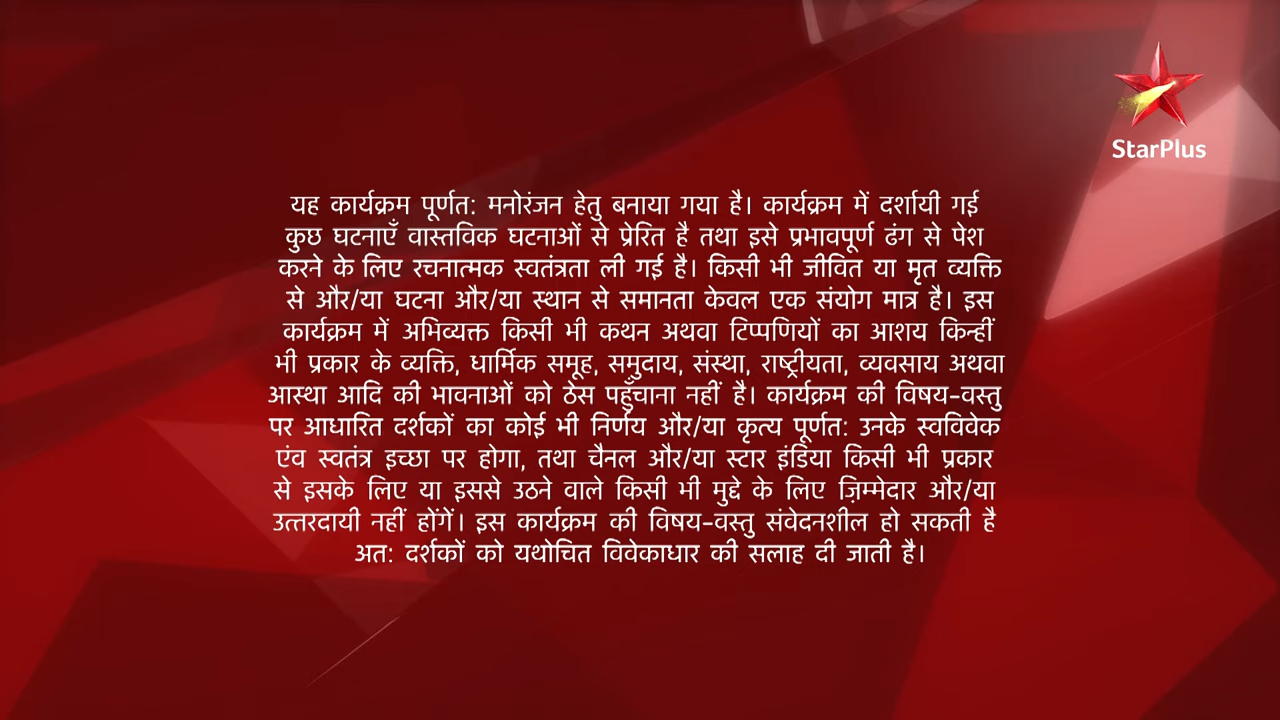 StarPlus
यह कार्यक्रम पूर्णत: मनोरंजन हेतु बनाया गया है। कार्यक्रम में दर्शायी गई
कुछ घटनाएँ वास्तविक घटनाओं से प्रेरित है तथा इसे प्रभावपूर्ण ढंग से पेश
करने के लिए रचनात्मक स्वतंत्रता ली गई है। किसी भी जीवित या मृत व्यक्ति
से और/या घटना और/या स्थान से समानता केवल एक संयोग मात्र है। इस
कार्यक्रम में अभिव्यक्त किसी भी कथन अथवा टिप्पणियों का आशय किन्हीं
भी प्रकार के व्यक्ति, धार्मिक समूह, समुदाय, संस्था, राष्ट्रीयता, व्यवसाय अथवा
आस्था आदि की भावनाओं को ठेस पहुँचाना नहीं है। कार्यक्रम की विषय-वस्तु
पर आधारित दर्शकों का कोई भी निर्णय और/या कृत्य पूर्णत: उनके स्वविवेक
एंव स्वतंत्र इच्छा पर होगा, तथा चैनल और/या स्टार इंडिया किसी भी प्रकार
से इसके लिए या इससे उठने वाले किसी भी मुद्दे के लिए ज़िम्मेदार और/या
उत्तरदायी नहीं होंगें। इस कार्यक्रम की विषय-वस्तु संवेदनशील हो सकती है
अत: दर्शकों को यथोचित विवेकाधार की सलाह दी जाती है।